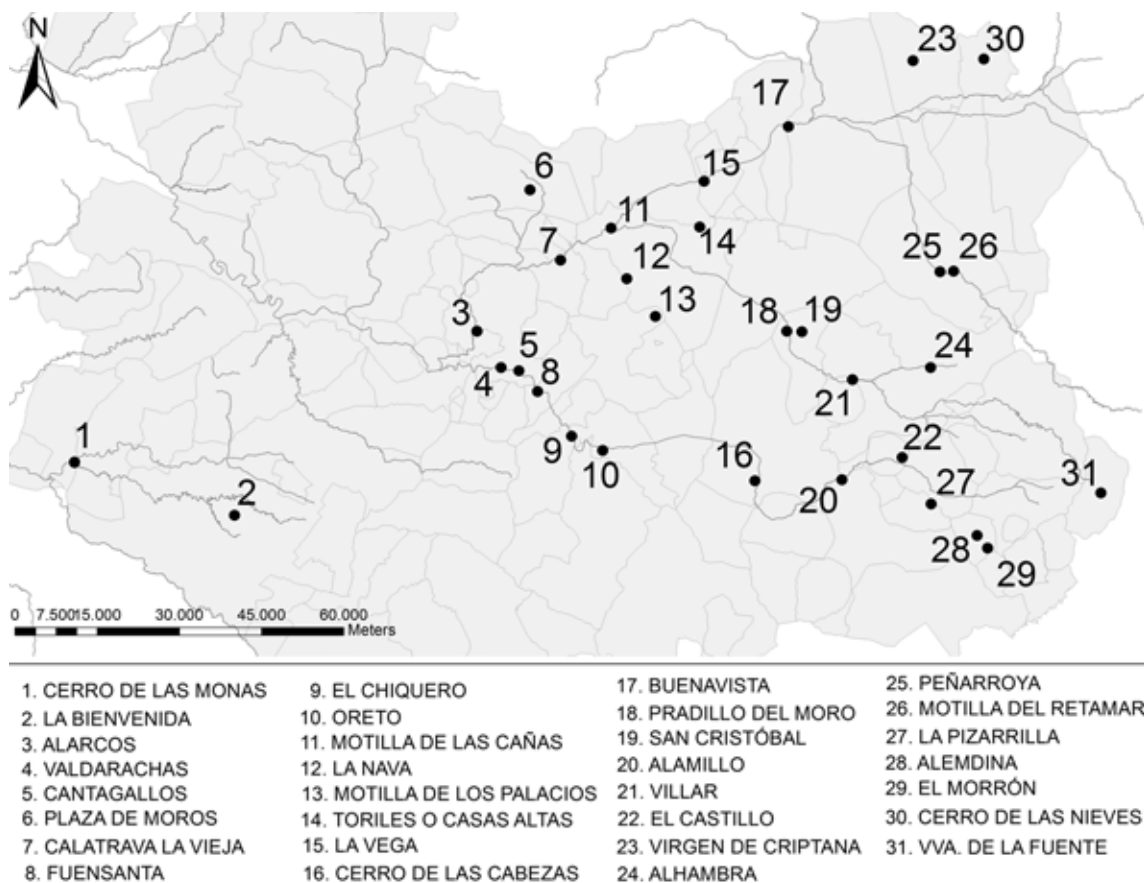 N
23
30
17
6
15
11
14
7
12
25
26
13
3
18
19
5
24
4
8
21
9
10
1
16
22
2
20
27
31
28
29
0 7.500 15.000 30.000 45.000 60.000
Meters
1. CERRO DE LAS MONAS
2. LA BIENVENIDA
3. ALARCOS
4. VALDARACHAS
5. CANTAGALLOS
6. PLAZA DE MOROS
7. CALATRAVA LA VIEJA
8. FUENSANTA
9. EL CHIQUERO
10. ORETO
11. MOTILLA DE LAS CAÑAS
12. LA NAVA
13. MOTILLA DE LOS PALACIOS
14. TORILES O CASAS ALTAS
15. LA VEGA
16. CERRO DE LAS CABEZAS
17. BUENAVISTA
18. PRADILLO DEL MORO
19. SAN CRISTÓBAL
20. ALAMILLO
21. VILLAR
22. EL CASTILLO
23. VIRGEN DE CRIPTANA
24. ALHAMBRA
25. PEÑARROYA
26. MOTILLA DEL RETAMAR
27. LA PIZARRILLA
28. ALEMDINA
29. EL MORRÓN
30. CERRO DE LAS NIEVES
31. VVA. DE LA FUENTE